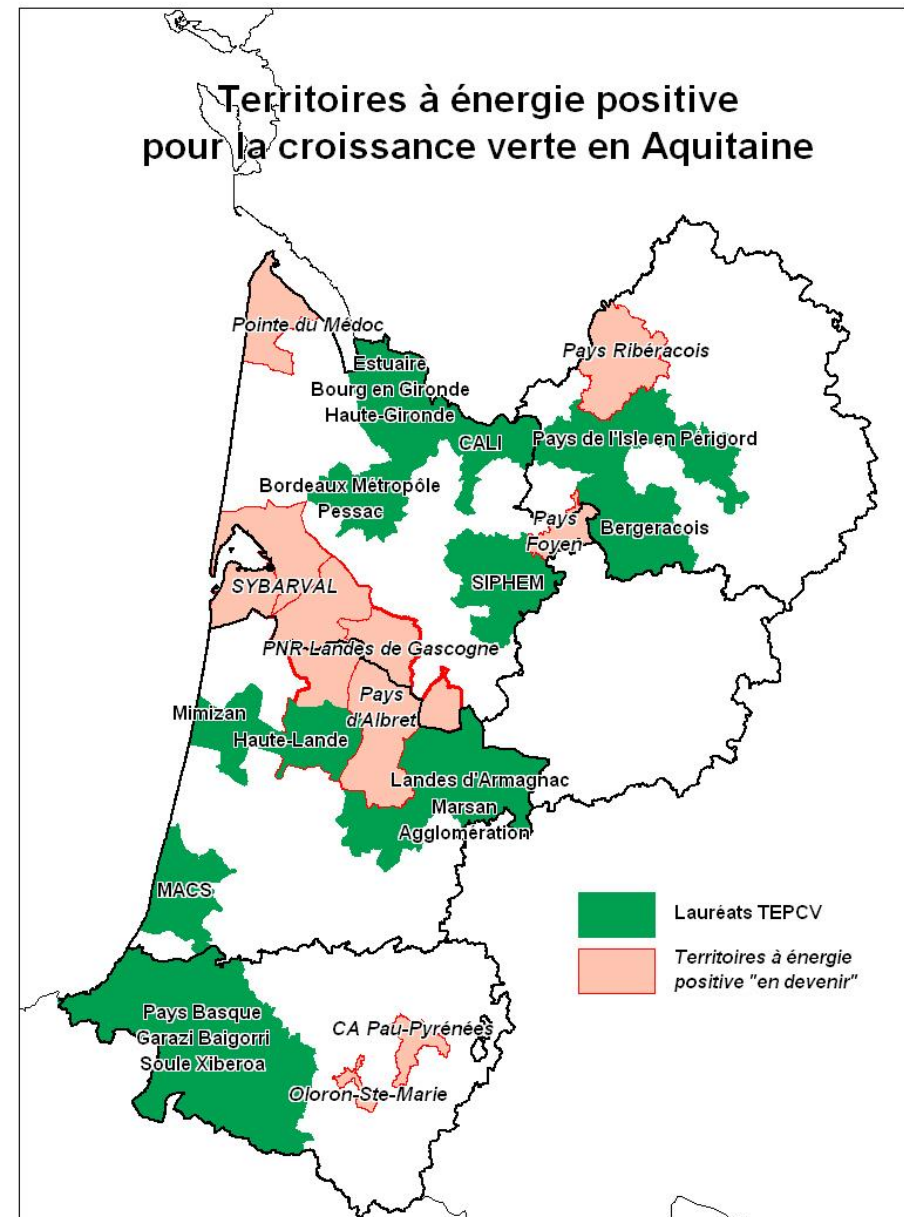 Territoires à énergie positive
pour la croissance verte en Aquitaine
Pointe du Médoc
Pays Ribéracois
Estuaire
Bourg en Gironde
Haute-Gironde
CALI
Pays de l'Isle en Périgord
Bordeaux Métropôle
Pessac
Pays
Foyen
Bergeracois
SYBARVAL
SIPHEM
PNR Landes de Gascogne
Pays
d'Albret
Mimizan
Haute-Lande
Landes d'Armagnac
Marsan
Agglomération
MACS
Lauréats TEPCV
Territoires à énergie
positive "en devenir"
Pays Basque
Garazi Baigorri
Soule Xiberoa
CA Pau-Pyrénées
Oloron-Ste-Marie